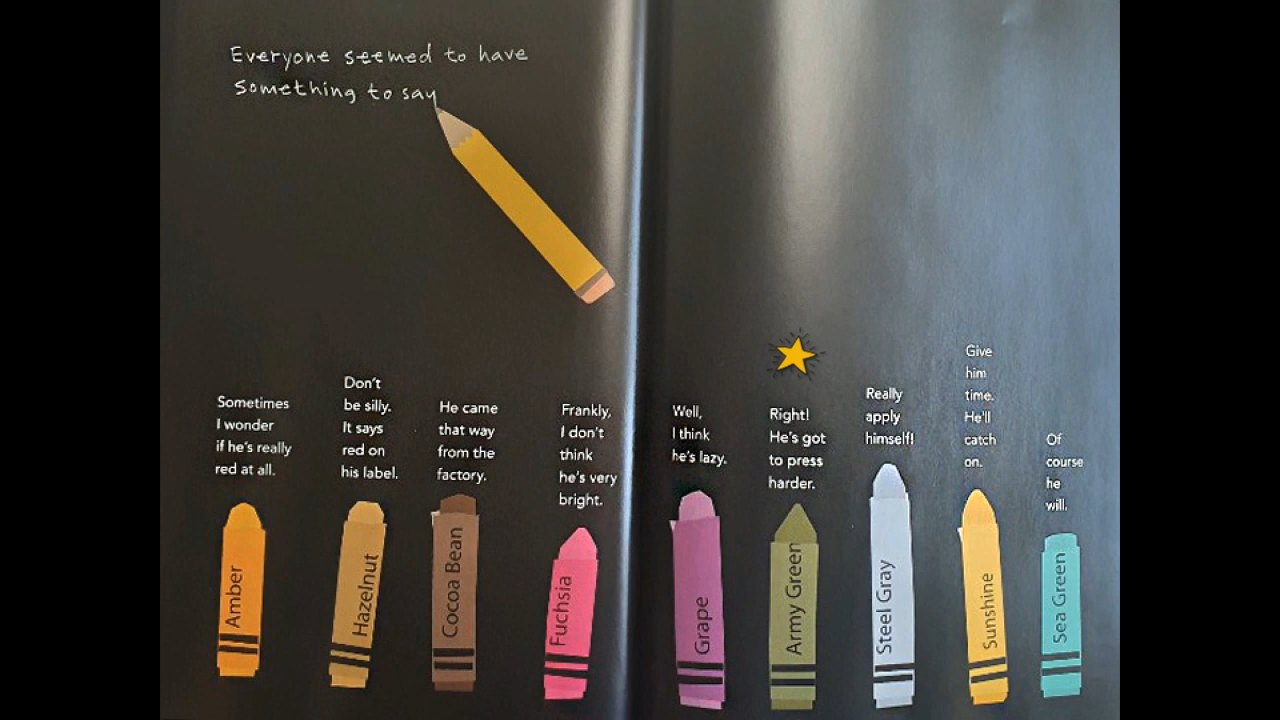 Everyone seemed to have
something to say
Sometimes
I wonder
if he's really
red at all.
Don't
be silly.
It says
red on
his label.
He came
that way
from the
factory.
Frankly,
I don't
think
he's very
bright.
Well,
I think
he's lazy.
Right!
He's got
to press
harder.
Really
apply
himself!
Give
him
time.
He'll
catch
on.
Of
course
he
will.
Amber
Hazelnut
Cocoa Bean
Fuchsia
Grape
Army Green
Steel Gray
Sunshine
Sea Green